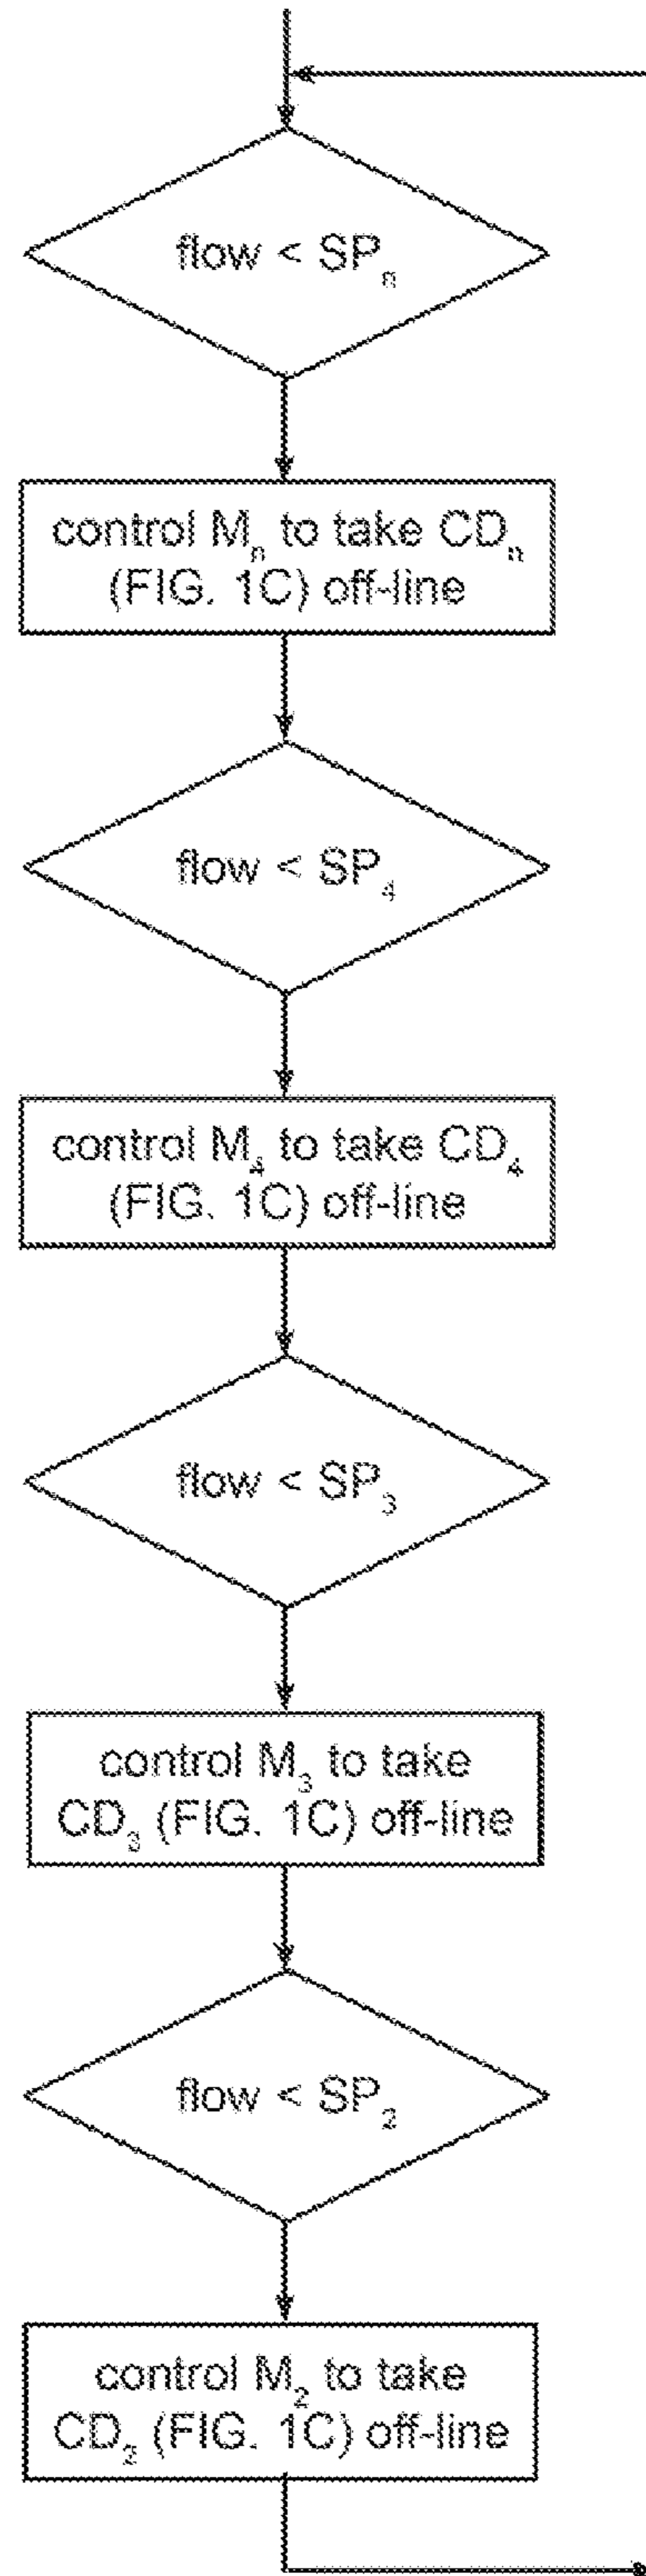 flow < SPₙ
control Mₙ to take CDₙ
(FIG. 1C) off-line
flow < SP₄
control M₄ to take CD₄
(FIG. 1C) off-line
flow < SP₃
control M₃ to take
CD₃ (FIG. 1C) off-line
flow < SP₂
control M₂ to take
CD₂ (FIG. 1C) off-line